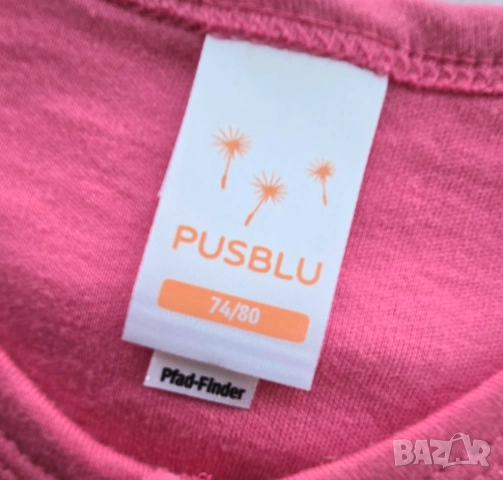 PUSBLU
74/80
Pfad-Finder
BAZAR